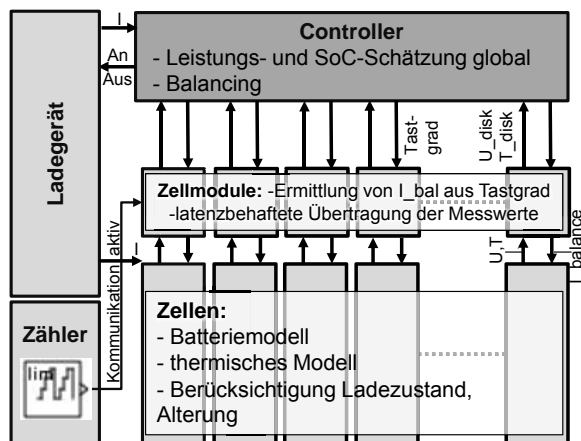 I
Controller
An
- Leistungs- und SoC-Schätzung global
Aus
- Balancing
Ladegerät
Tast-
grad
U_disk
T_disk
Zellmodule: -Ermittlung von I_bal aus Tastgrad
-latenzbehaftete Übertragung der Messwerte
Kommunikation aktiv
I
U,T
I_balance
Zellen:
- Batteriemodell
- thermisches Modell
- Berücksichtigung Ladezustand,
Alterung
Zähler
lim